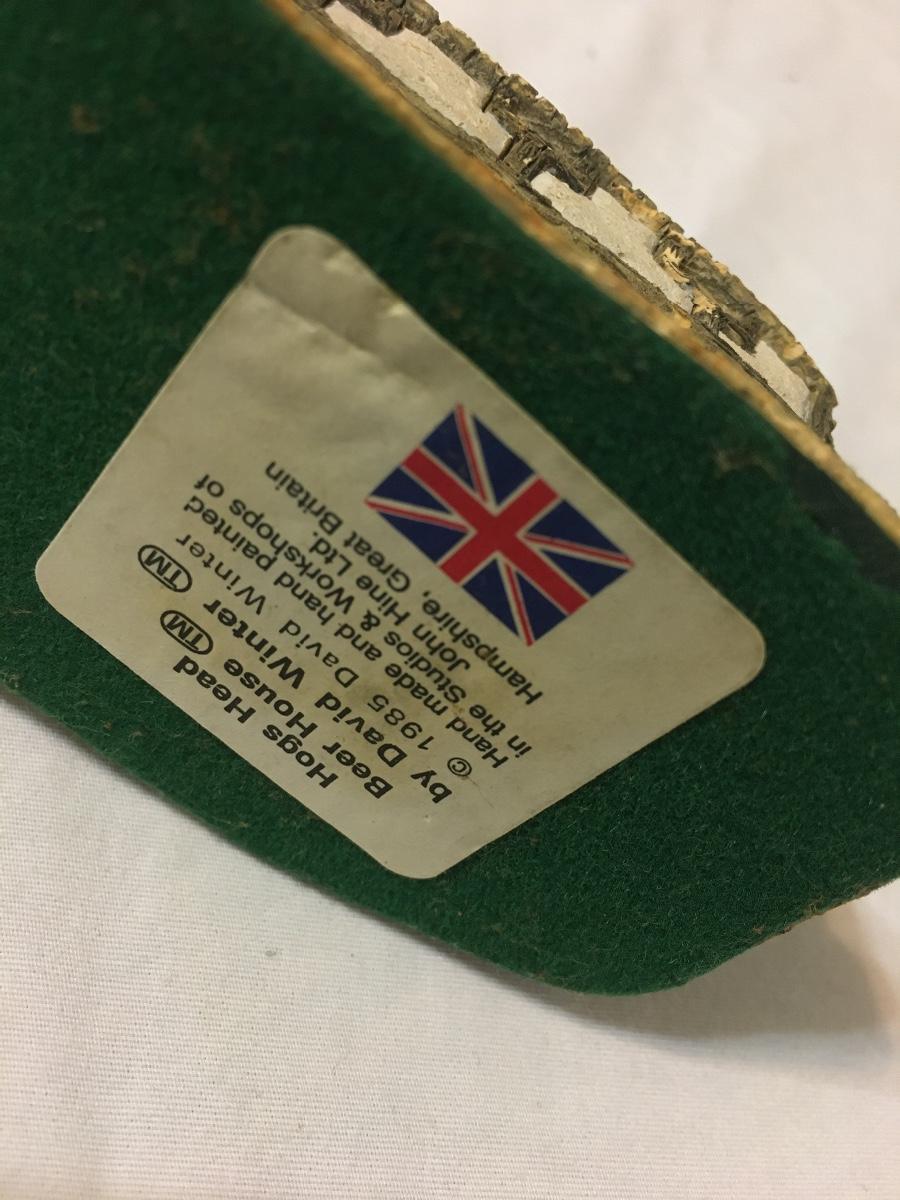 Hogs Head
Beer House ™
by David Winter ™
© 1985 David Winter
Hand made and hand painted
in the Studios & Workshops of
John Hine Ltd.
Hampshire, Great Britain